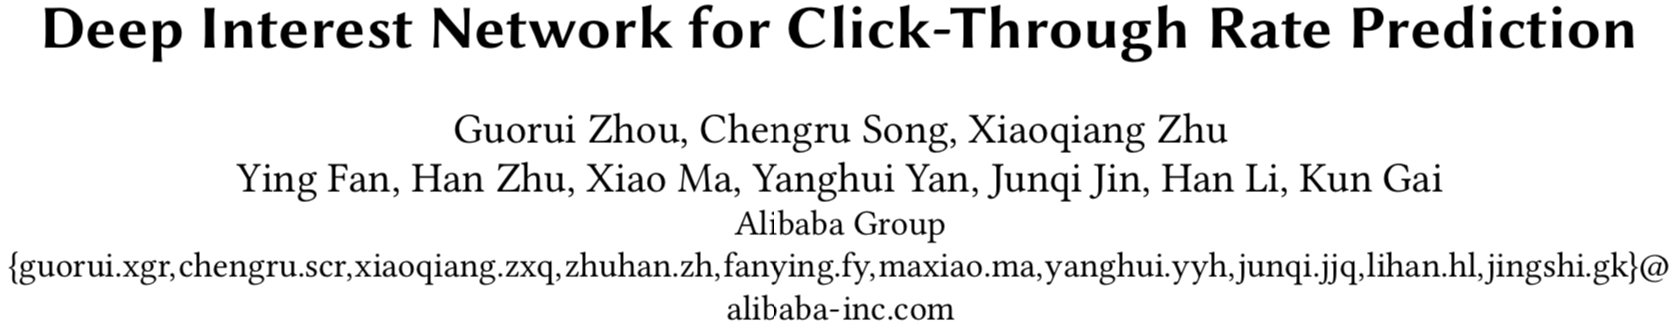 Deep Interest Network for Click-Through Rate Prediction
Guorui Zhou, Chengru Song, Xiaoqiang Zhu
Ying Fan, Han Zhu, Xiao Ma, Yanghui Yan, Junqi Jin, Han Li, Kun Gai
Alibaba Group
{guorui.xgr,chengru.scr,xiaoqiang.zxq,zhuhan.zh,fanying.fy,maxiao.ma,yanghui.yyh,junqi.jjq,lihan.hl,jingshi.gk}@
alibaba-inc.com